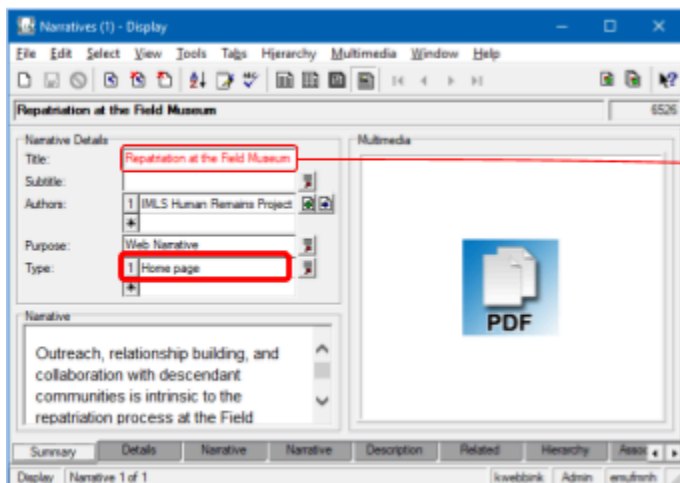 Narratives (1) - Display
File Edit Select View Tools Tabs Hierarchy Multimedia Window Help
Repatriation at the Field Museum 6526
Narrative Details
Title: Repatriation at the Field Museum
Subtitle:
Authors: 1 IMLS Human Remains Project
Purpose: Web Narrative
Type: 1 Home page
Narrative
Outreach, relationship building, and
collaboration with descendant
communities is intrinsic to the
repatriation process at the Field
Multimedia
PDF
Summary Details Narrative Narrative Description Related Hierarchy Assoc
Display Narrative 1 of 1 kwebbink Admin emufmnh